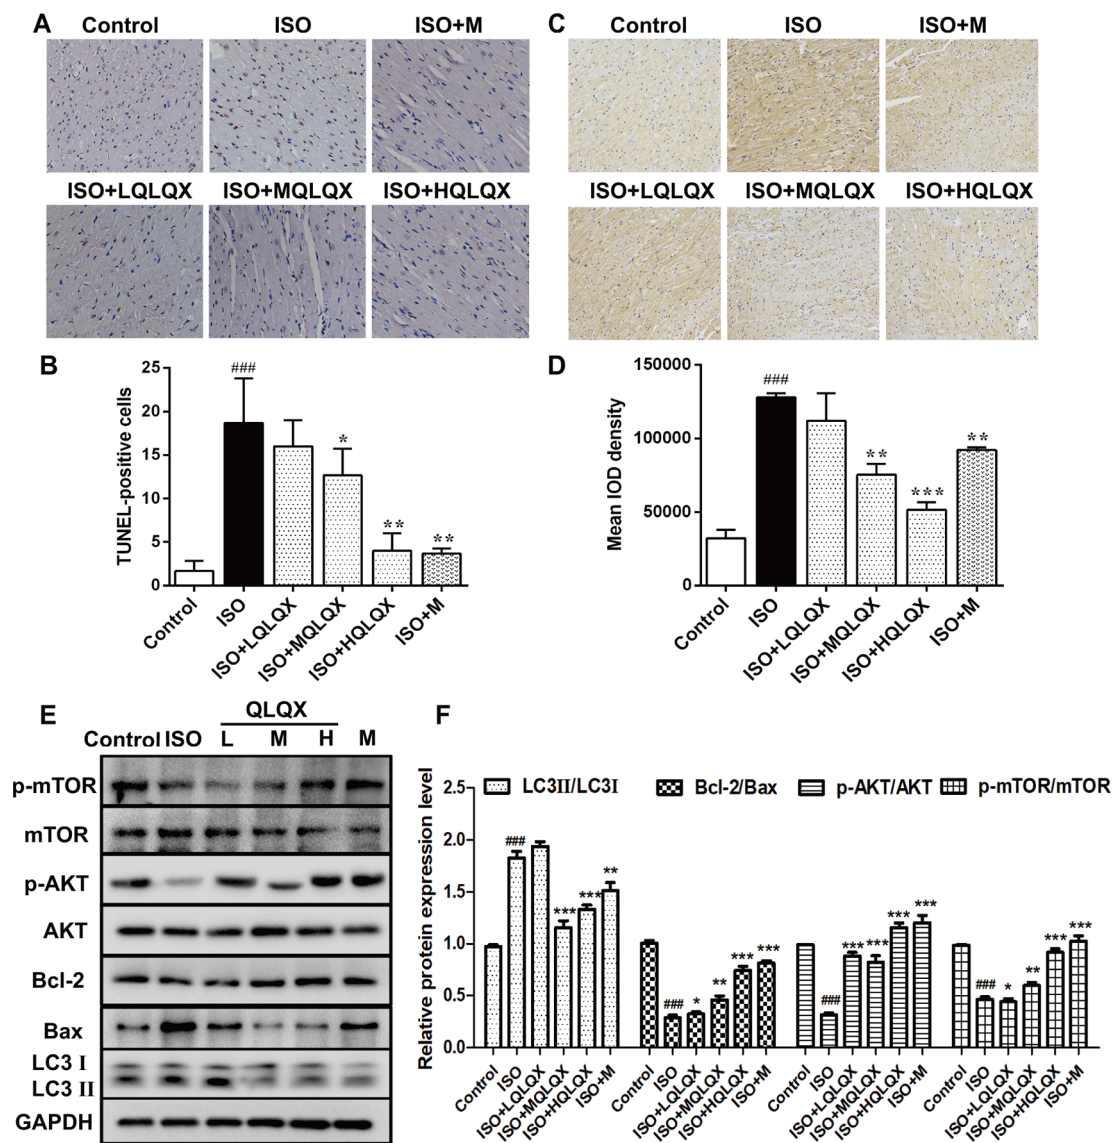 A
Control ISO ISO+M
ISO+LQLQX ISO+MQLQX ISO+HQLQX
C
Control ISO ISO+M
ISO+LQLQX ISO+MQLQX ISO+HQLQX
B
TUNEL-positive cells
25
20
15
10
5
0
###
*
**
**
Control
ISO
ISO+LQLQX
ISO+MQLQX
ISO+HQLQX
ISO+M
D
Mean IOD density
150000
100000
50000
0
###
**
***
**
Control
ISO
ISO+LQLQX
ISO+MQLQX
ISO+HQLQX
ISO+M
E
QLQX
Control ISO L M H M
p-mTOR
mTOR
p-AKT
AKT
Bcl-2
Bax
LC3 I
LC3 II
GAPDH
F
LC3II/LC3I Bcl-2/Bax p-AKT/AKT p-mTOR/mTOR
Relative protein expression level
2.5
2.0
1.5
1.0
0.5
0.0
### *** *** **
### * ** *** ***
### *** *** *** ***
### * ** *** ***
Control
ISO
ISO+LQLQX
ISO+MQLQX
ISO+HQLQX
ISO+M
Control
ISO
ISO+LQLQX
ISO+MQLQX
ISO+HQLQX
ISO+M
Control
ISO
ISO+LQLQX
ISO+MQLQX
ISO+HQLQX
ISO+M
Control
ISO
ISO+LQLQX
ISO+MQLQX
ISO+HQLQX
ISO+M